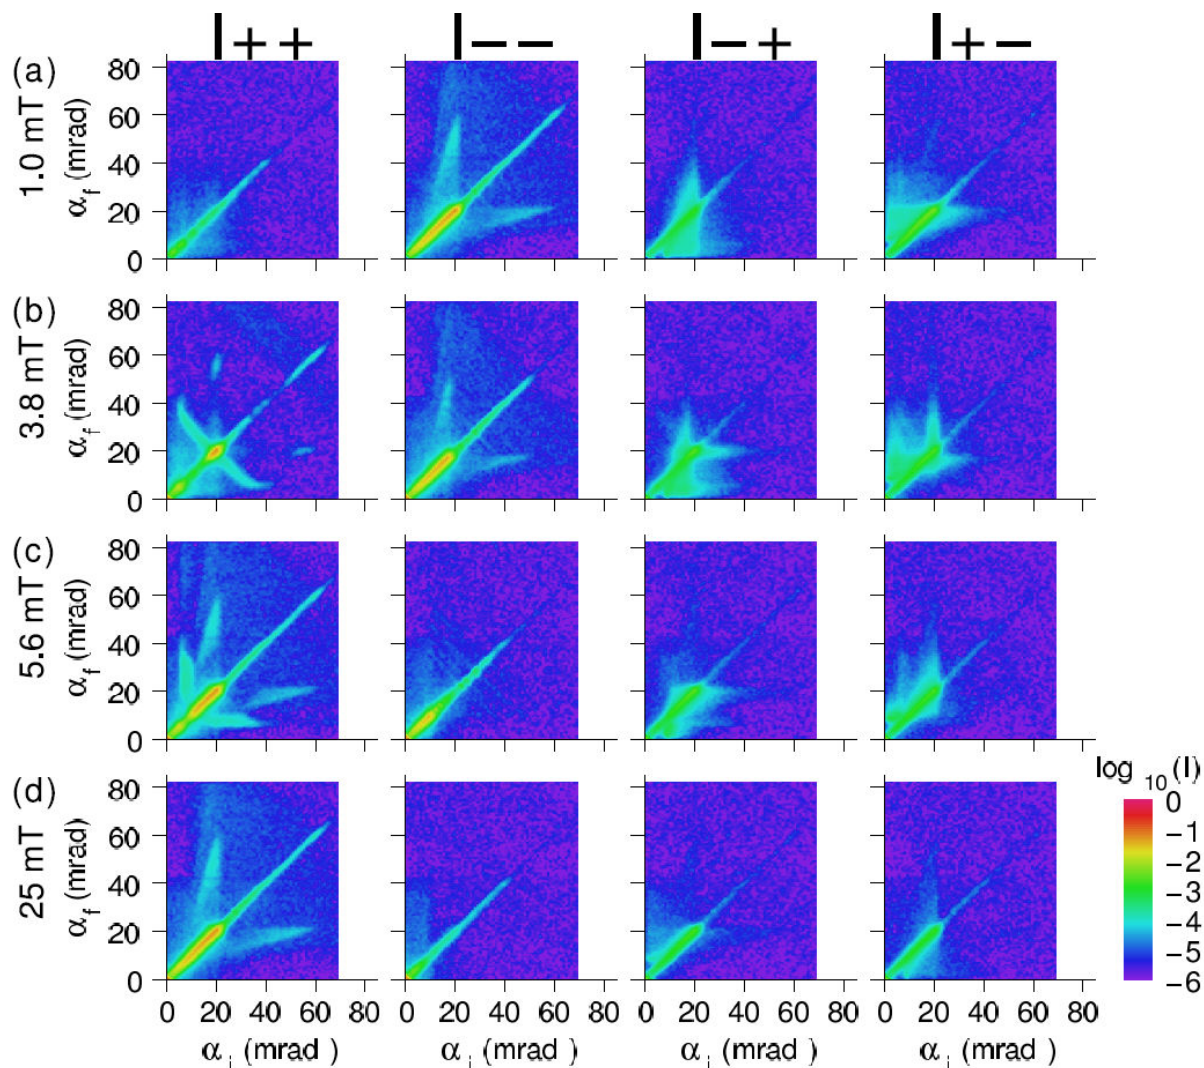 I++ I−− I−+ I+−
(a) 1.0 mT α_f (mrad) 80 60 40 20 0
(b) 3.8 mT α_f (mrad) 80 60 40 20 0
(c) 5.6 mT α_f (mrad) 80 60 40 20 0
(d) 25 mT α_f (mrad) 80 60 40 20 0
log 10 (I)
0
−1
−2
−3
−4
−5
−6
0 20 40 60 80 0 20 40 60 80 0 20 40 60 80 0 20 40 60 80
α_i (mrad ) α_i (mrad ) α_i (mrad ) α_i (mrad )